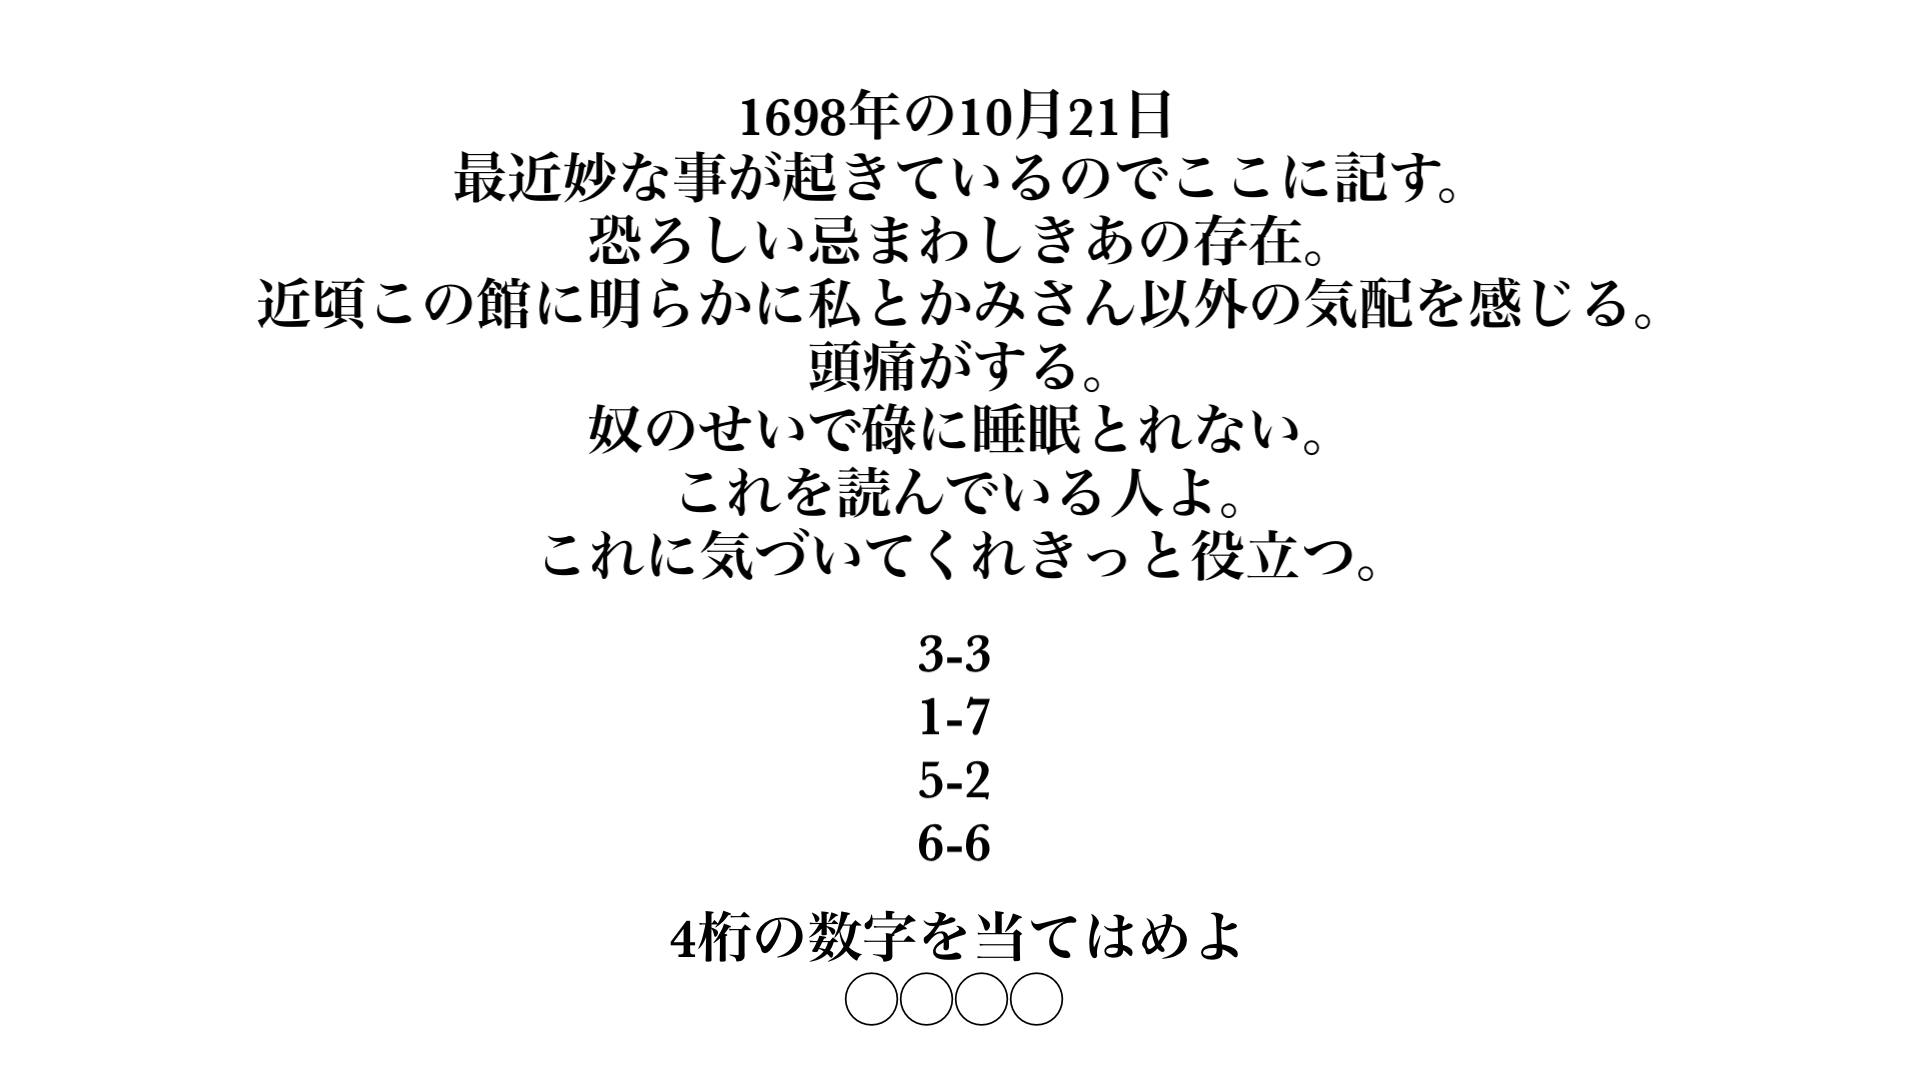 1698年の10月21日
最近妙な事が起きているのでここに記す。
恐ろしい忌まわしきあの存在。
近頃この館に明らかに私とかみさん以外の気配を感じる。
頭痛がする。
奴のせいで碌に睡眠とれない。
これを読んでいる人よ。
これに気づいてくれきっと役立つ。
3-3
1-7
5-2
6-6
4桁の数字を当てはめよ
◯◯◯◯